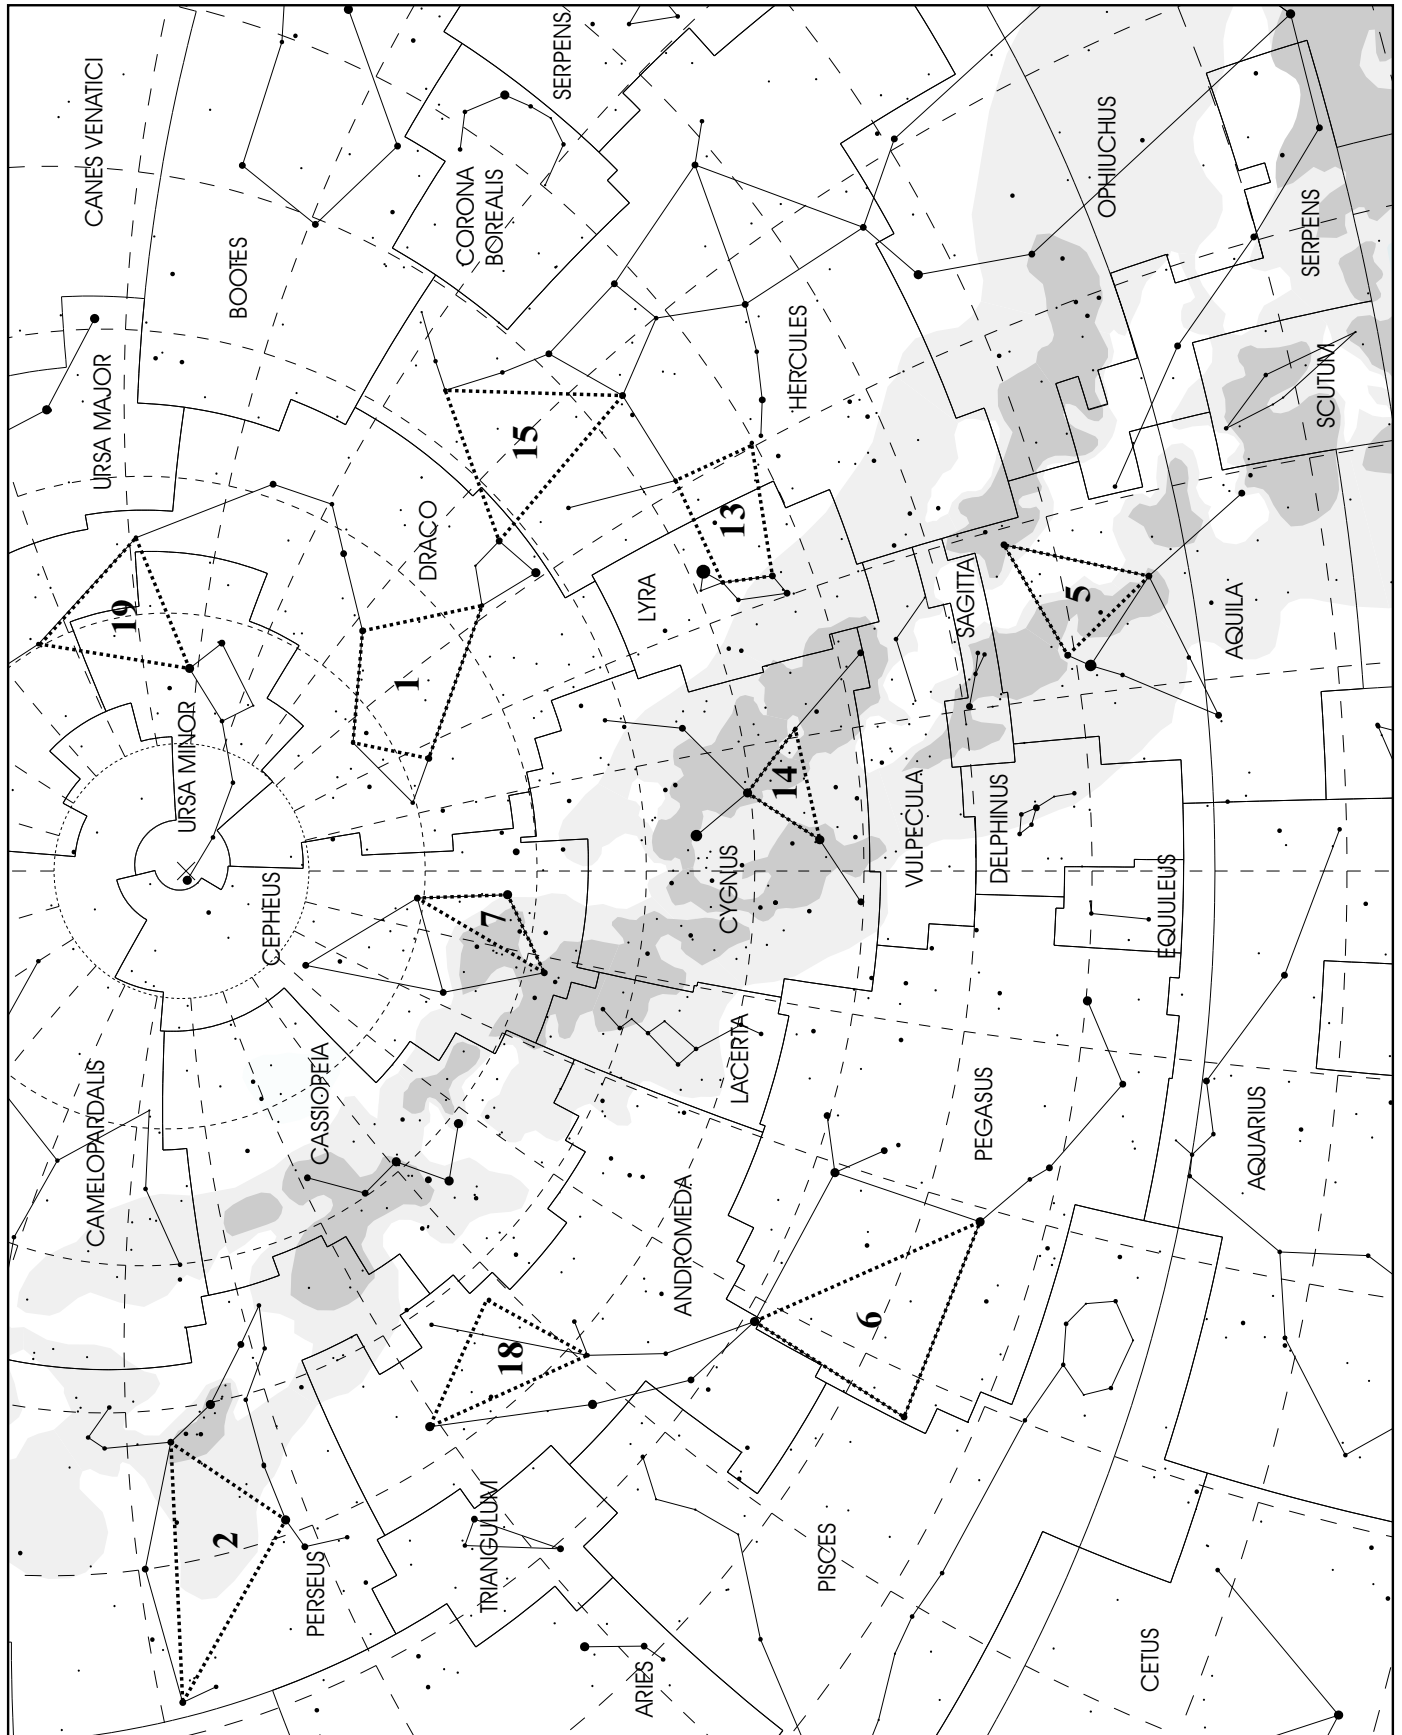 CANES VENATICI
SERPENS
BOOTES
CORONA
BOREALIS
OPHIUCHUS
SERPENS
URSA MAJOR
HERCULES
SCUTUM
15
DRACO
13
19
LYRA
SAGITTA
5
AQUILA
1
URSA MINOR
14
VULPECULA
DELPHINUS
CEPHEUS
7
CYGNUS
EQUULEUS
CAMELOPARDALIS
CASSIOPEIA
LACERTA
PEGASUS
AQUARIUS
ANDROMEDA
6
18
2
PERSEUS
TRIANGULUM
PISCES
ARIES
CETUS